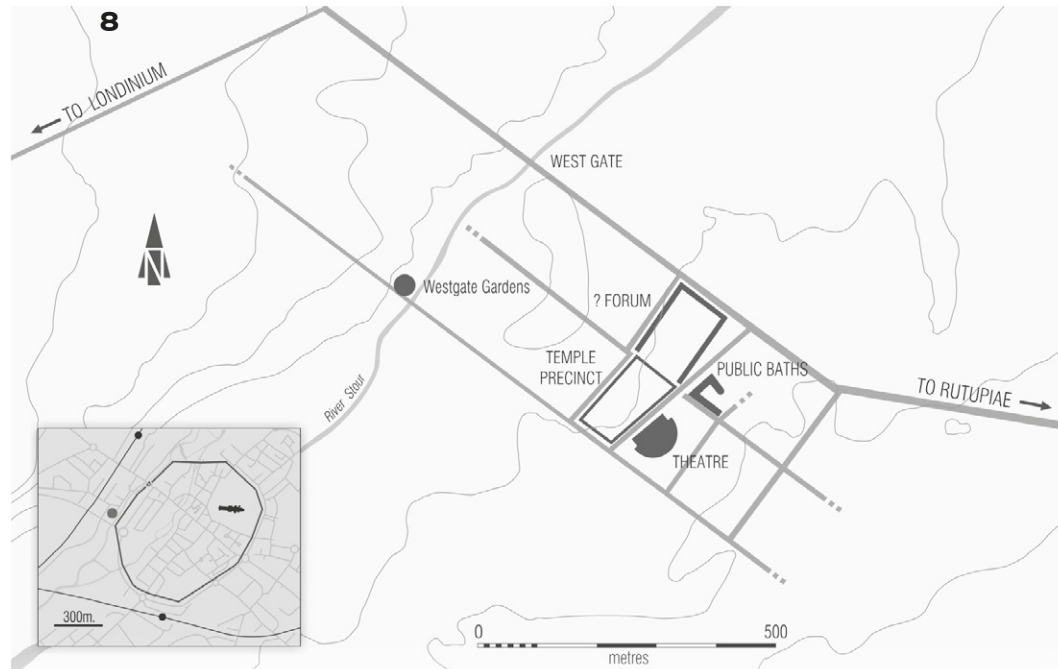 8
TO LONDINIUM
WEST GATE
N
Westgate Gardens
? FORUM
TEMPLE
PRECINCT
PUBLIC BATHS
TO RUTUPIAE
River Stour
THEATRE
300m.
0
500
metres